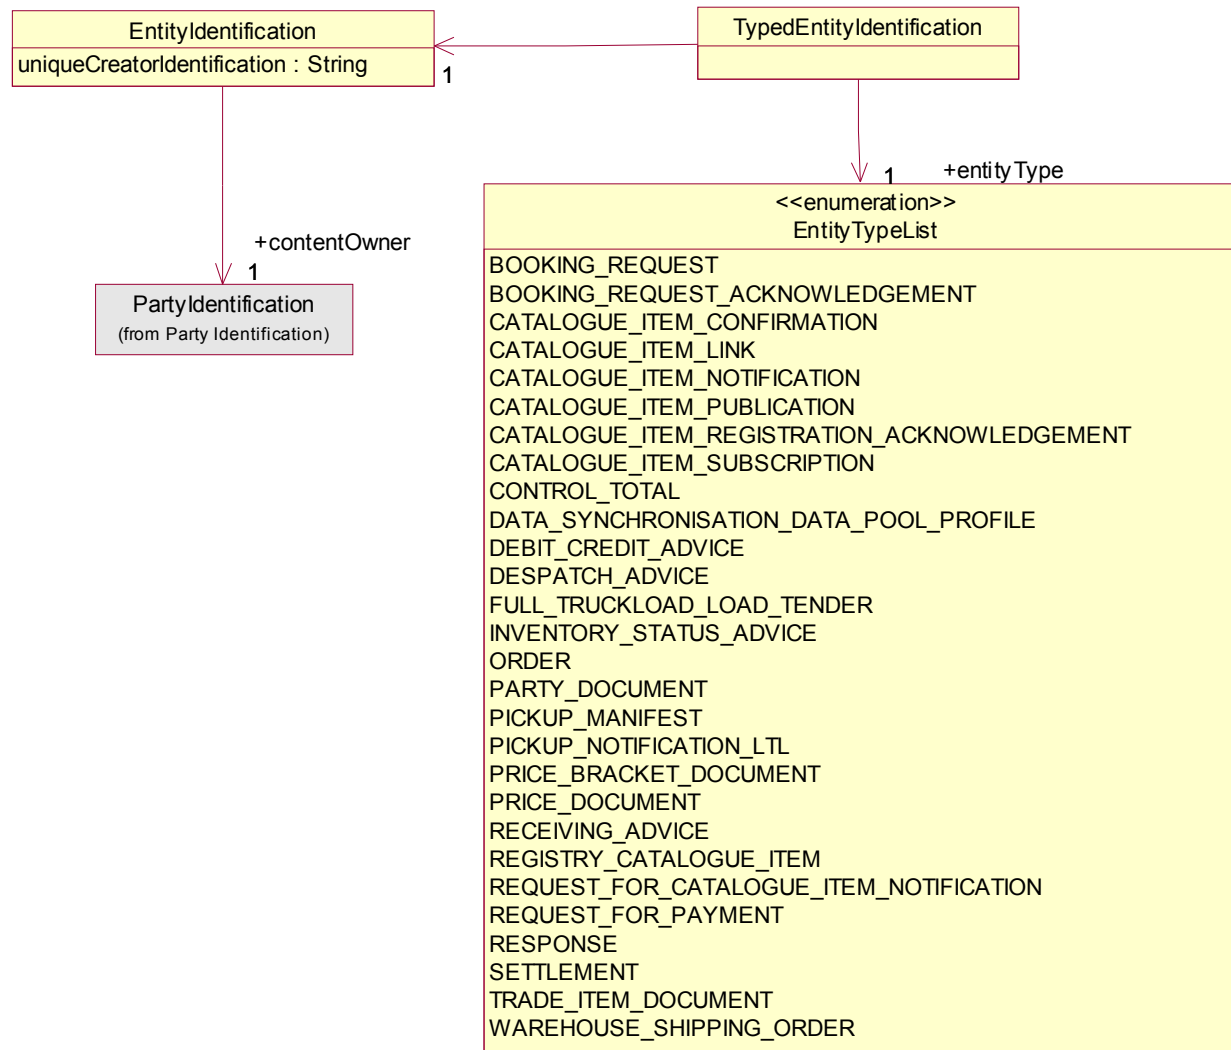 EntityIdentification
uniqueCreatorIdentification : String
1
TypedEntityIdentification
1
+entityType
+contentOwner
1
PartyIdentification
(from Party Identification)
<<enumeration>>
EntityTypeList
BOOKING_REQUEST
BOOKING_REQUEST_ACKNOWLEDGEMENT
CATALOGUE_ITEM_CONFIRMATION
CATALOGUE_ITEM_LINK
CATALOGUE_ITEM_NOTIFICATION
CATALOGUE_ITEM_PUBLICATION
CATALOGUE_ITEM_REGISTRATION_ACKNOWLEDGEMENT
CATALOGUE_ITEM_SUBSCRIPTION
CONTROL_TOTAL
DATA_SYNCHRONISATION_DATA_POOL_PROFILE
DEBIT_CREDIT_ADVICE
DESPATCH_ADVICE
FULL_TRUCKLOAD_LOAD_TENDER
INVENTORY_STATUS_ADVICE
ORDER
PARTY_DOCUMENT
PICKUP_MANIFEST
PICKUP_NOTIFICATION_LTL
PRICE_BRACKET_DOCUMENT
PRICE_DOCUMENT
RECEIVING_ADVICE
REGISTRY_CATALOGUE_ITEM
REQUEST_FOR_CATALOGUE_ITEM_NOTIFICATION
REQUEST_FOR_PAYMENT
RESPONSE
SETTLEMENT
TRADE_ITEM_DOCUMENT
WAREHOUSE_SHIPPING_ORDER